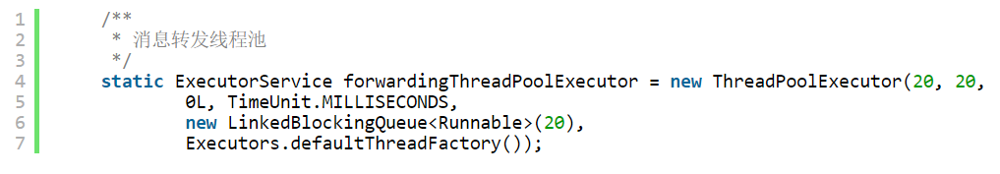 1 /**
2 * 消息转发线程池
3 */
4 static ExecutorService forwardingThreadPoolExecutor = new ThreadPoolExecutor(20, 20,
5 0L, TimeUnit.MILLISECONDS,
6 new LinkedBlockingQueue<Runnable>(20),
7 Executors.defaultThreadFactory());